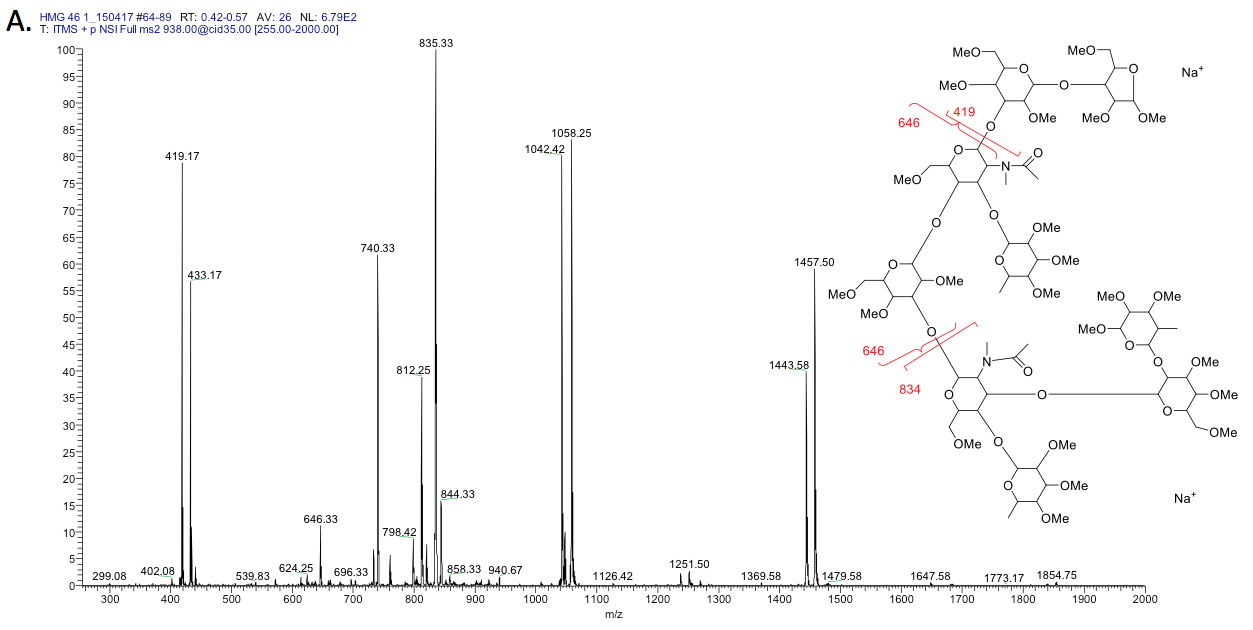 A.
HMG 46 1_150417 #64-89 RT: 0.42-0.57 AV: 26 NL: 6.79E2
T: ITMS + p NSI Full ms2 938.00@cid35.00 [255.00-2000.00]
100
95
90
85
80
75
70
65
60
55
50
45
40
35
30
25
20
15
10
5
0
299.08
402.08
419.17
433.17
539.83
624.25
646.33
696.33
740.33
798.42
812.25
835.33
844.33
858.33
940.67
1042.42
1058.25
1126.42
1251.50
1369.58
1443.58
1457.50
1479.58
1647.58
1773.17
1854.75
300 400 500 600 700 800 900 1000 1100 1200 1300 1400 1500 1600 1700 1800 1900 2000
m/z
MeO MeO
O O Na+
MeO O
OMe MeO OMe
646 419
O
O N O
MeO
O O
OMe
O OMe
O OMe
OMe
MeO
MeO
O
646
834
N O
O O
OMe O
OMe
O OMe
OMe
MeO OMe
MeO
O
O OMe
OMe
O
OMe
Na+